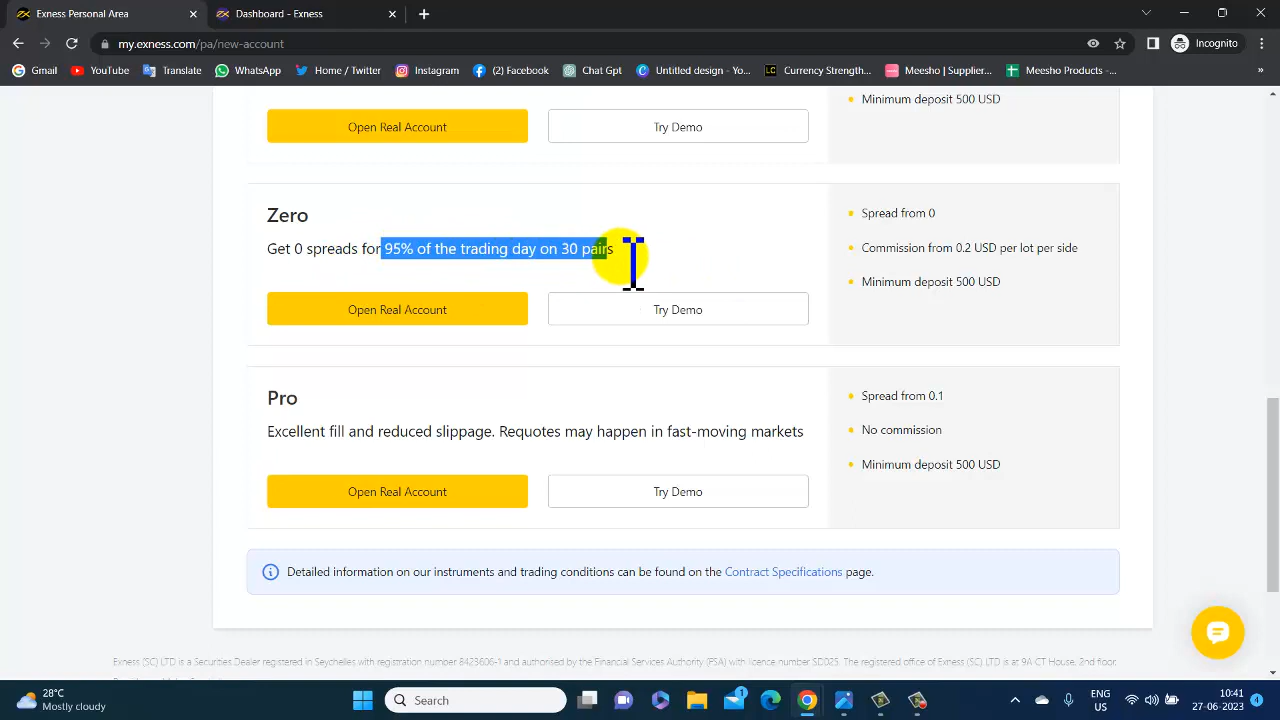 Exness Personal Area
Dashboard - Exness
my.exness.com/pa/new-account
Incognito
Gmail
YouTube
Translate
WhatsApp
Home / Twitter
Instagram
(2) Facebook
Chat Gpt
Untitled design - Yo...
Currency Strength...
Meesho | Supplier...
Meesho Products -...
Minimum deposit 500 USD
Open Real Account
Try Demo
Zero
Get 0 spreads for 95% of the trading day on 30 pairs
Spread from 0
Commission from 0.2 USD per lot per side
Minimum deposit 500 USD
Open Real Account
Try Demo
Pro
Excellent fill and reduced slippage. Requotes may happen in fast-moving markets
Spread from 0.1
No commission
Minimum deposit 500 USD
Open Real Account
Try Demo
Detailed information on our instruments and trading conditions can be found on the Contract Specifications page.
Exness (SC) LTD is a Securities Dealer registered in Seychelles with registration number 8423606-1 and authorised by the Financial Services Authority (FSA) with licence number SD025. The registered office of Exness (SC) LTD is at 9A CT House, 2nd floor,
28°C
Mostly cloudy
Search
ENG
US
10:41
27-06-2023